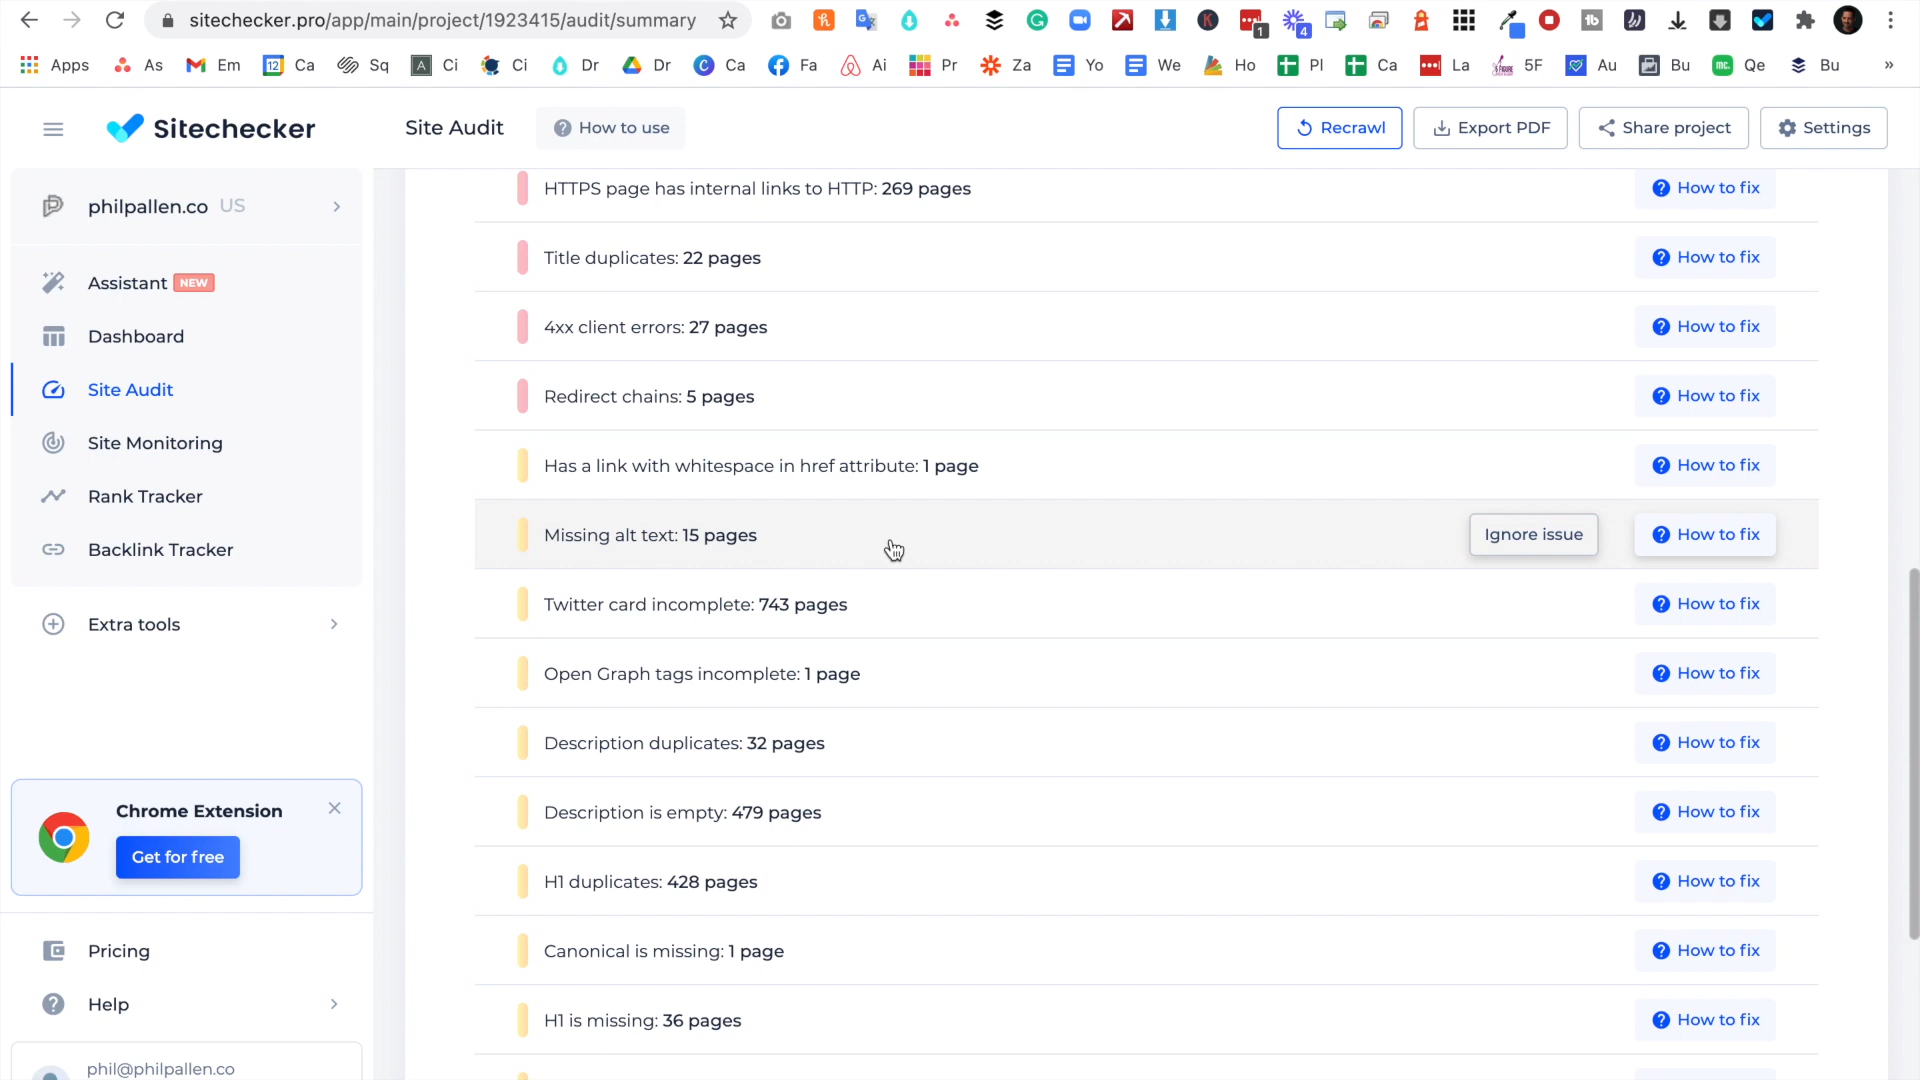 sitechecker.pro/app/main/project/1923415/audit/summary
1
4
Apps As Em 12 Ca Sq A Ci Ci Dr Dr C Ca Fa Ai Pr Za Yo We Ho Pl Ca La 5F Au Bu mc. Qe Bu »
Sitechecker
Site Audit
How to use
Recrawl
Export PDF
Share project
Settings
philpallen.co US
Assistant NEW
Dashboard
Site Audit
Site Monitoring
Rank Tracker
Backlink Tracker
Extra tools
Chrome Extension
Get for free
Pricing
Help
phil@philpallen.co
HTTPS page has internal links to HTTP: 269 pages How to fix
Title duplicates: 22 pages How to fix
4xx client errors: 27 pages How to fix
Redirect chains: 5 pages How to fix
Has a link with whitespace in href attribute: 1 page How to fix
Missing alt text: 15 pages Ignore issue How to fix
Twitter card incomplete: 743 pages How to fix
Open Graph tags incomplete: 1 page How to fix
Description duplicates: 32 pages How to fix
Description is empty: 479 pages How to fix
H1 duplicates: 428 pages How to fix
Canonical is missing: 1 page How to fix
H1 is missing: 36 pages How to fix